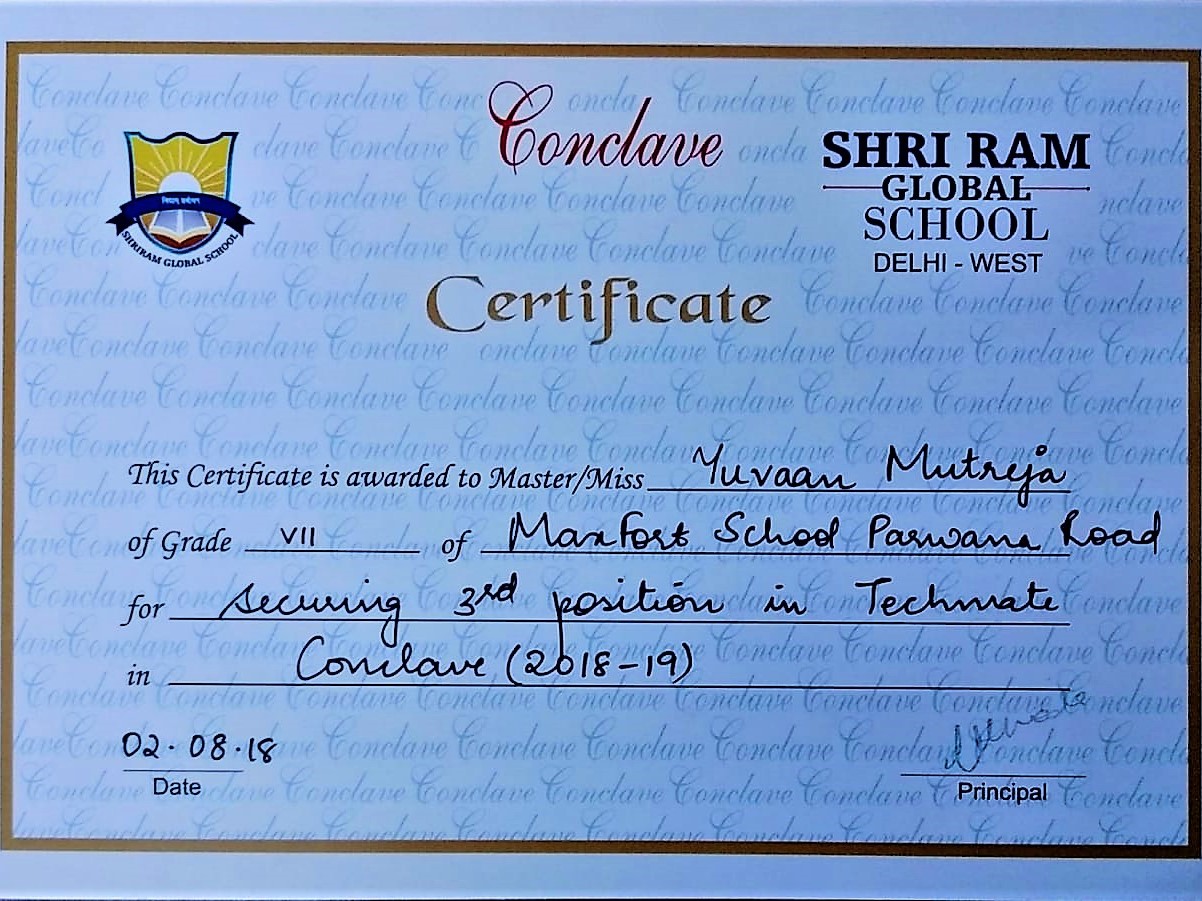 Conclave
SHRI RAM
GLOBAL
SCHOOL
DELHI - WEST
SHRIRAM GLOBAL SCHOOL
Certificate
This Certificate is awarded to Master/Miss Yuvaan Mutreja
of Grade VII of Maxfort School Parwana Road
for securing 3rd position in Techmate
in Conclave (2018-19)
02.08.18
Date
Principal